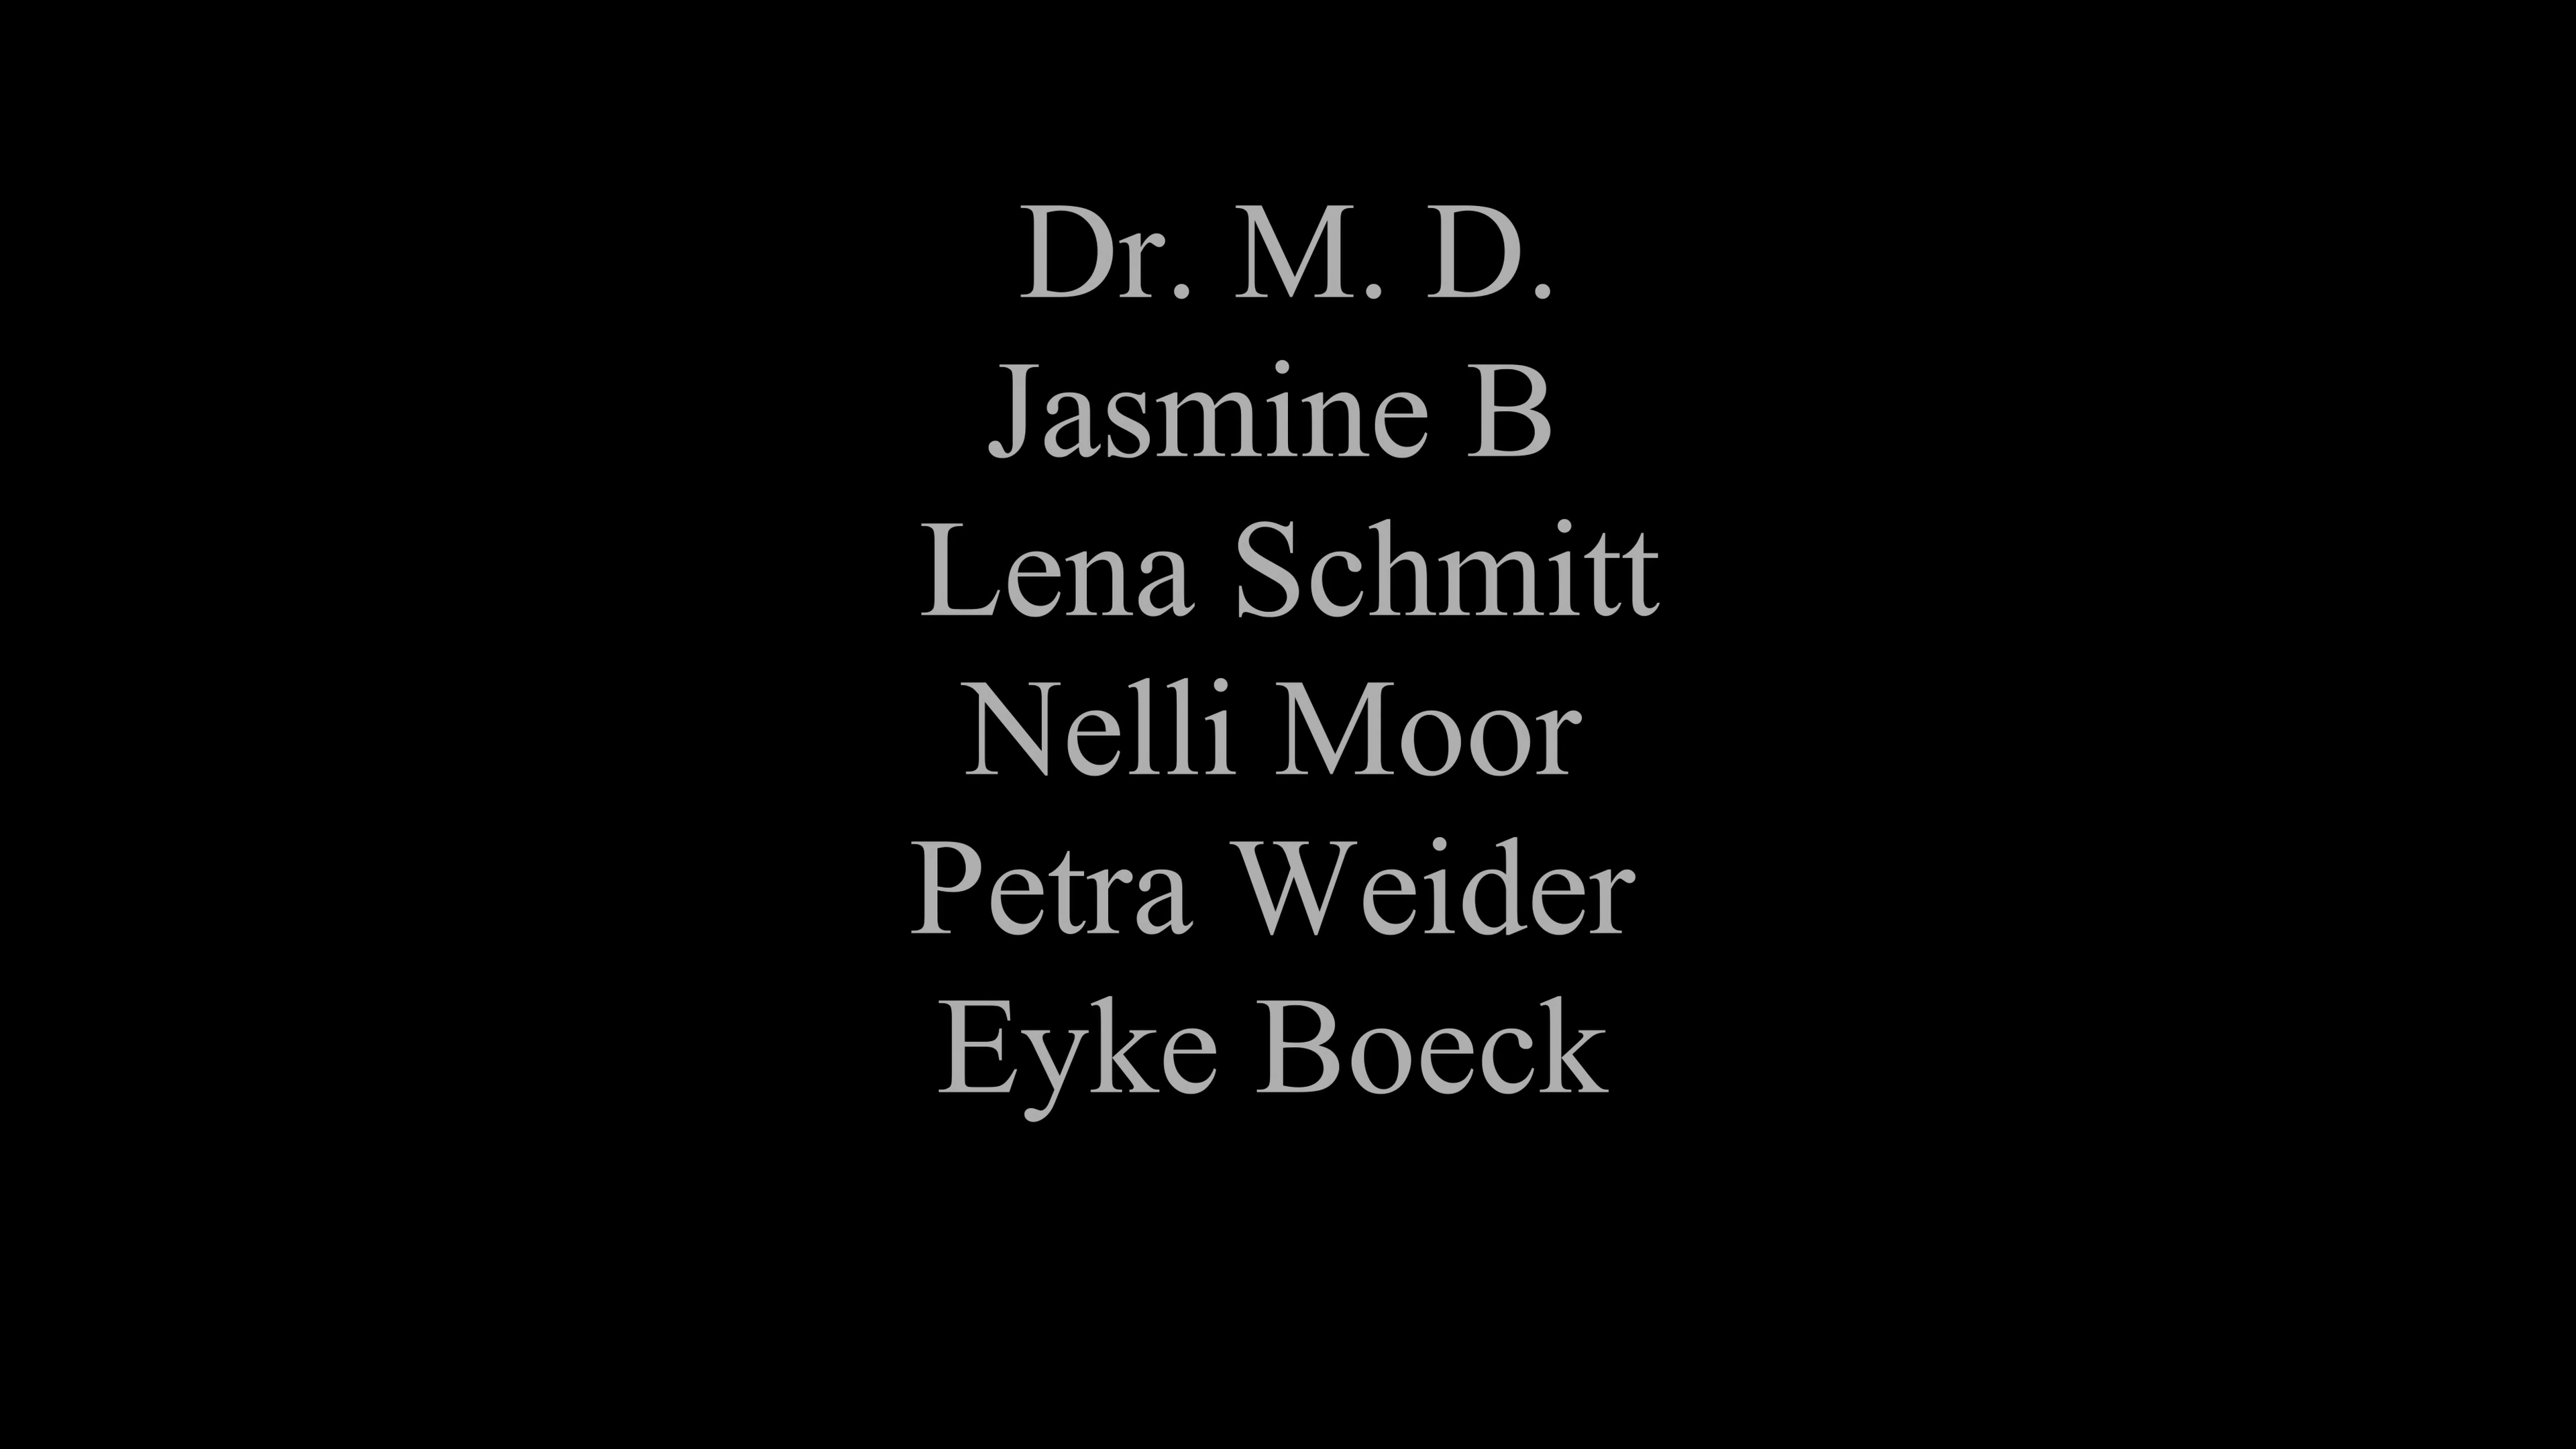 Dr. M. D.
Jasmine B
Lena Schmitt
Nelli Moor
Petra Weider
Eyke Boeck